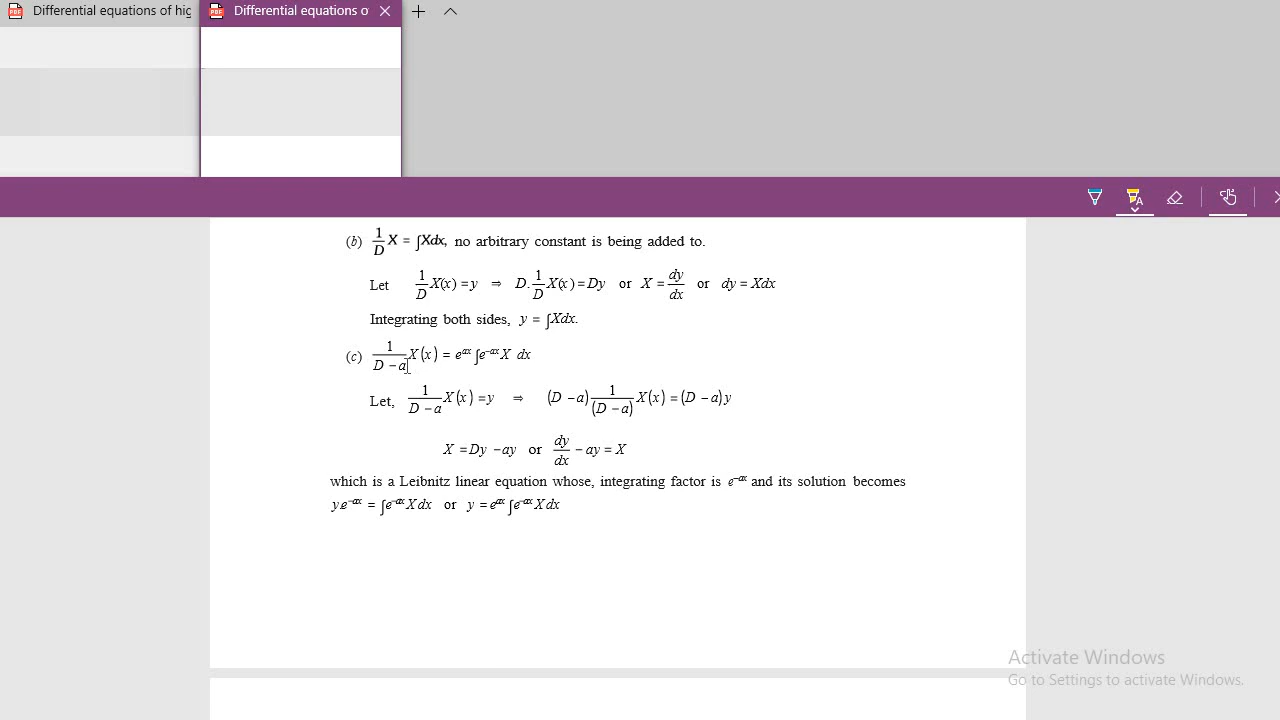 Differential equations of hig
Differential equations o
(b) 1/D X = ∫Xdx, no arbitrary constant is being added to.
Let 1/D X(x) = y ⇒ D. 1/D X(x) = Dy or X = dy/dx or dy = Xdx
Integrating both sides, y = ∫Xdx.
(c) 1/(D – a) X(x) = e^{ax} ∫e^{–ax} X dx
Let, 1/(D – a) X(x) = y ⇒ (D – a) 1/(D – a) X(x) = (D – a)y
X = Dy – ay or dy/dx – ay = X
which is a Leibnitz linear equation whose, integrating factor is e^{–ax} and its solution becomes
y.e^{–ax} = ∫e^{–ax} X dx or y = e^{ax} ∫e^{–ax} X dx
Activate Windows
Go to Settings to activate Windows.